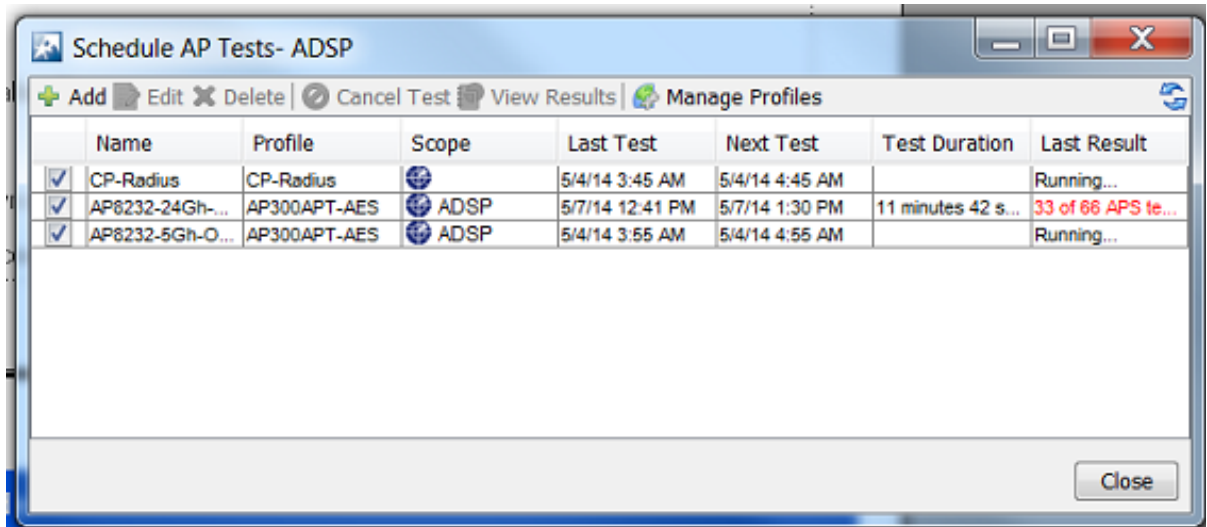 Schedule AP Tests- ADSP
Add Edit Delete Cancel Test View Results Manage Profiles
Name Profile Scope Last Test Next Test Test Duration Last Result
CP-Radius CP-Radius 5/4/14 3:45 AM 5/4/14 4:45 AM Running...
AP8232-24Gh-... AP300APT-AES ADSP 5/7/14 12:41 PM 5/7/14 1:30 PM 11 minutes 42 s... 33 of 66 APS te...
AP8232-5Gh-O... AP300APT-AES ADSP 5/4/14 3:55 AM 5/4/14 4:55 AM Running...
Close